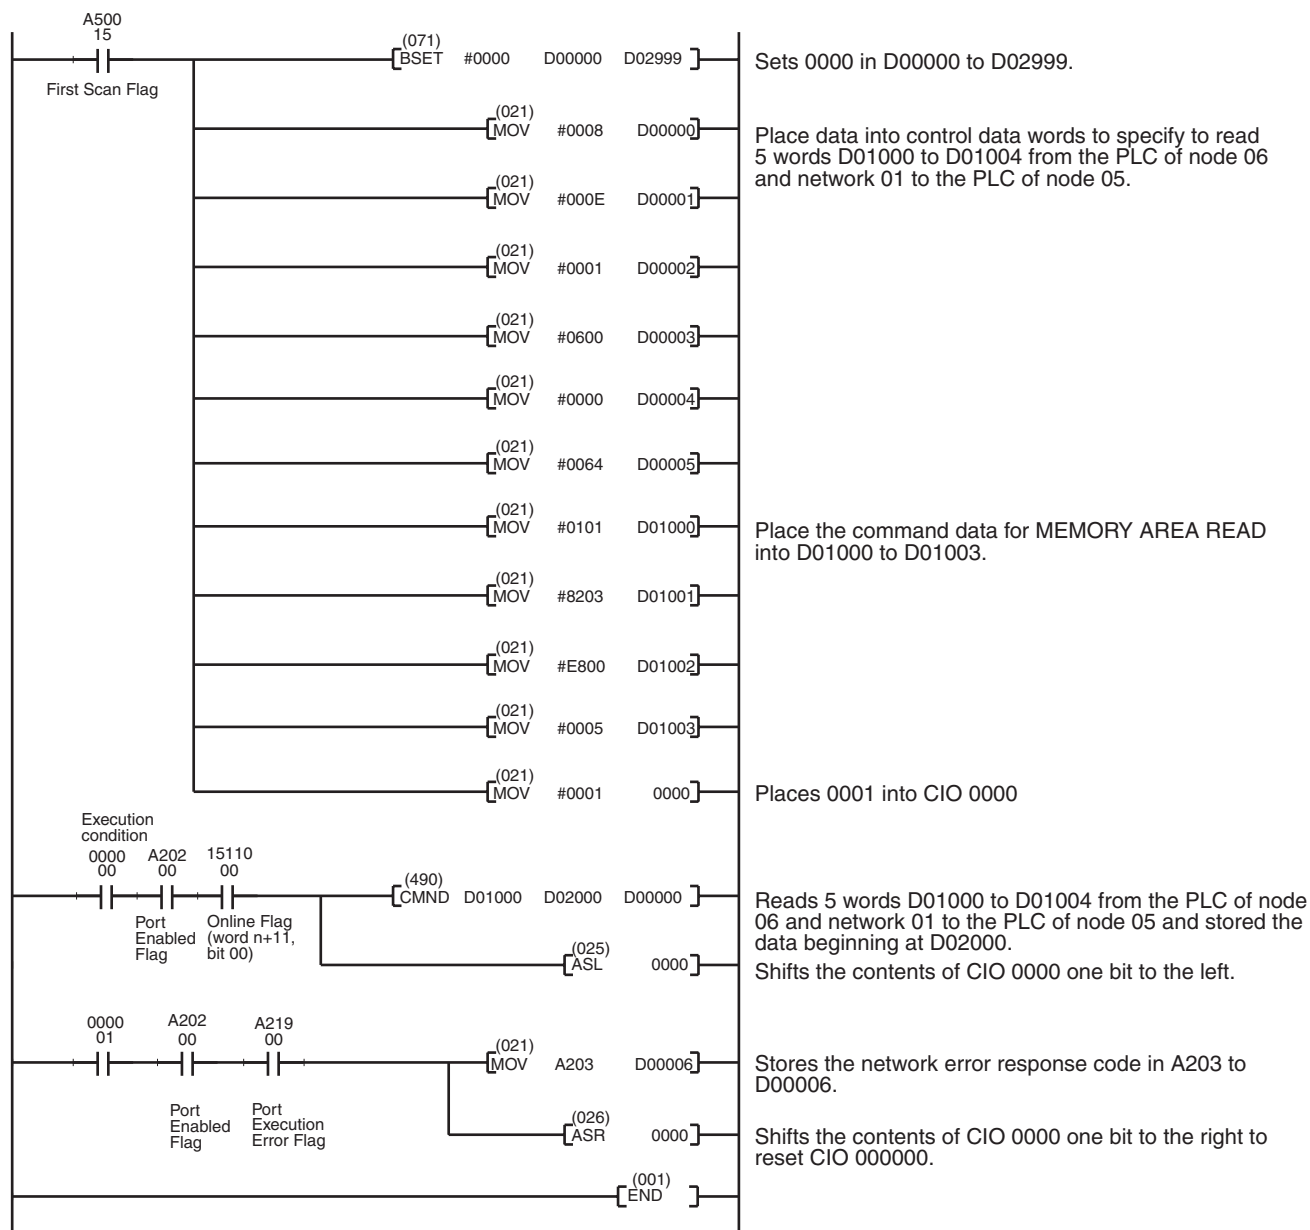 A500
15
(071)
BSET #0000 D00000 D02999
Sets 0000 in D00000 to D02999.
First Scan Flag
(021)
MOV #0008 D00000
Place data into control data words to specify to read
5 words D01000 to D01004 from the PLC of node 06
and network 01 to the PLC of node 05.
(021)
MOV #000E D00001
(021)
MOV #0001 D00002
(021)
MOV #0600 D00003
(021)
MOV #0000 D00004
(021)
MOV #0064 D00005
(021)
MOV #0101 D01000
Place the command data for MEMORY AREA READ
into D01000 to D01003.
(021)
MOV #8203 D01001
(021)
MOV #E800 D01002
(021)
MOV #0005 D01003
(021)
MOV #0001 0000
Places 0001 into CIO 0000
Execution
condition
0000 A202 15110
00 00 00
(490)
CMND D01000 D02000 D00000
Reads 5 words D01000 to D01004 from the PLC of node
06 and network 01 to the PLC of node 05 and stored the
data beginning at D02000.
Port
Enabled
Flag
Online Flag
(word n+11,
bit 00)
(025)
ASL 0000
Shifts the contents of CIO 0000 one bit to the left.
0000 A202 A219
01 00 00
(021)
MOV A203 D00006
Stores the network error response code in A203 to
D00006.
Port
Enabled
Flag
Port
Execution
Error Flag
(026)
ASR 0000
Shifts the contents of CIO 0000 one bit to the right to
reset CIO 000000.
(001)
END